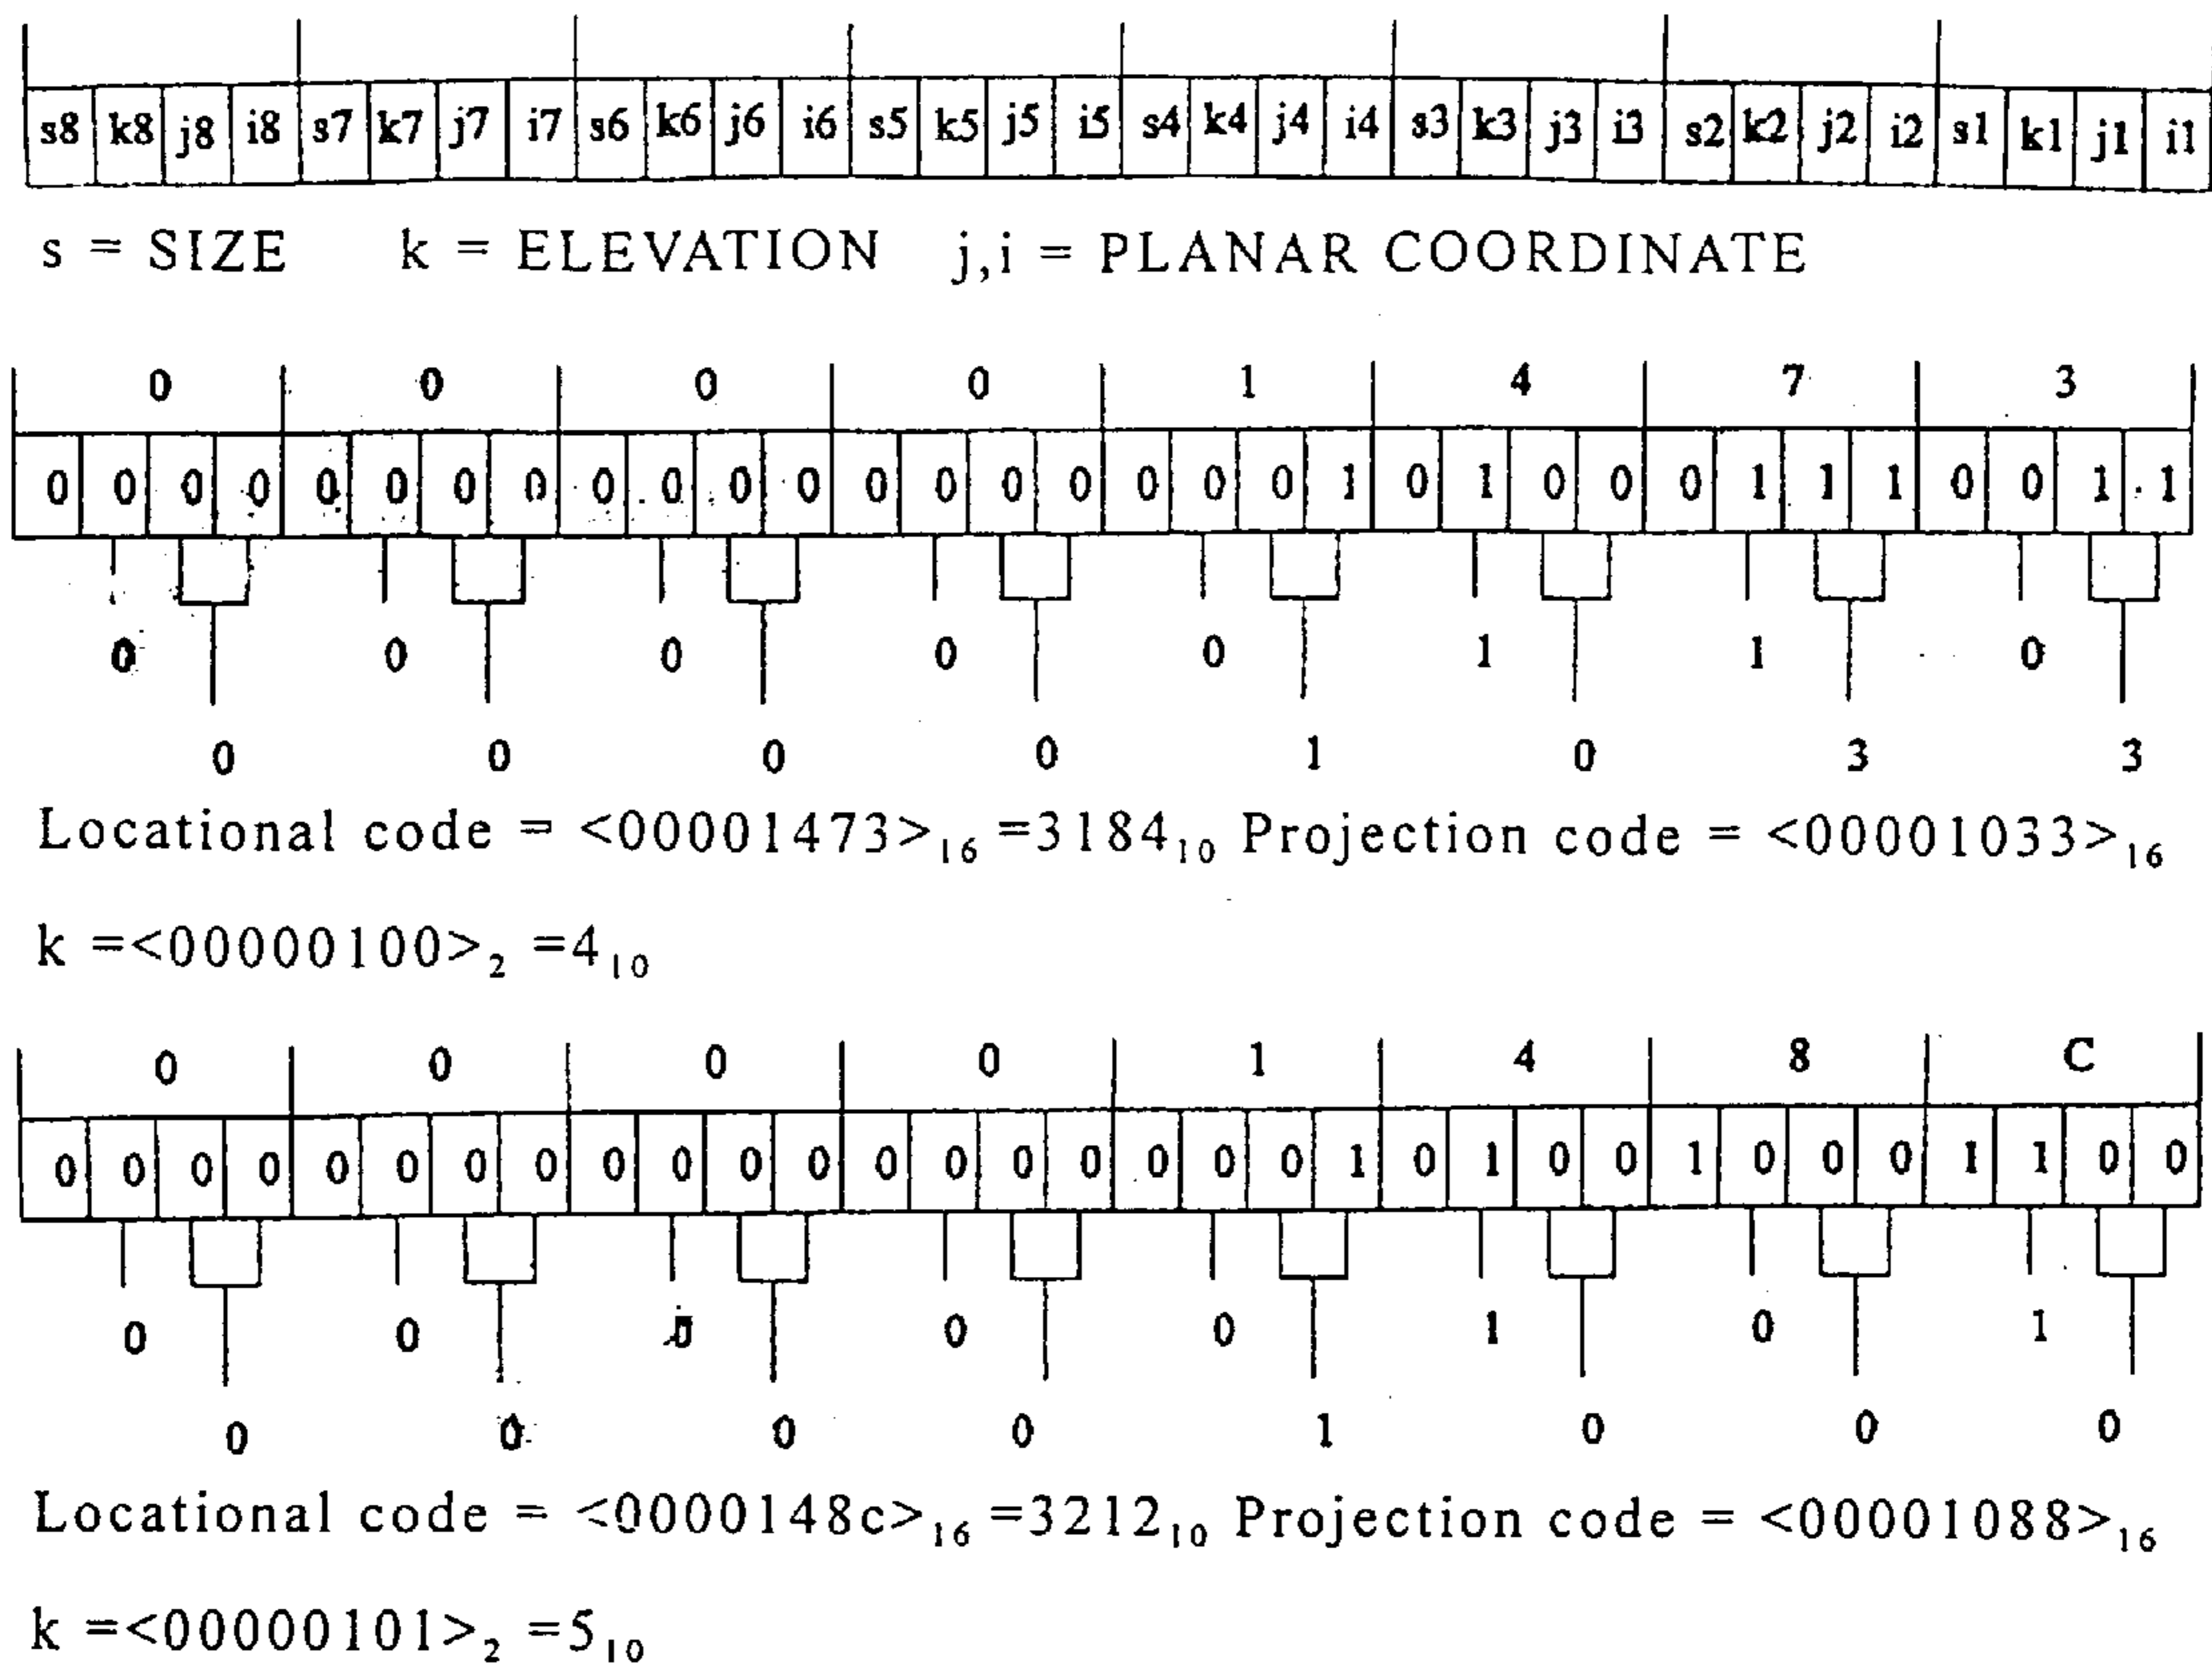 s8 k8 j8 i8 s7 k7 j7 i7 s6 k6 j6 i6 s5 k5 j5 i5 s4 k4 j4 i4 s3 k3 j3 i3 s2 k2 j2 i2 s1 k1 j1 i1
s = SIZE k = ELEVATION j,i = PLANAR COORDINATE
0 0 0 0 1 4 7 3
0 0 0 0 0 0 0 0 0 0 0 0 0 0 0 0 0 0 0 1 0 1 0 0 0 1 1 1 0 0 1 1
0 0 0 0 0 1 1 0
0 0 0 0 1 0 3 3
Locational code = <00001473>₁₆ =3184₁₀ Projection code = <00001033>₁₆
k =<00000100>₂ =4₁₀
0 0 0 0 1 4 8 C
0 0 0 0 0 0 0 0 0 0 0 0 0 0 0 0 0 0 0 1 0 1 0 0 1 0 0 0 1 1 0 0
0 0 0 0 1 0 1
0 0 0 0 1 0 0 0
Locational code = <0000148c>₁₆ =3212₁₀ Projection code = <00001088>₁₆
k =<00000101>₂ =5₁₀